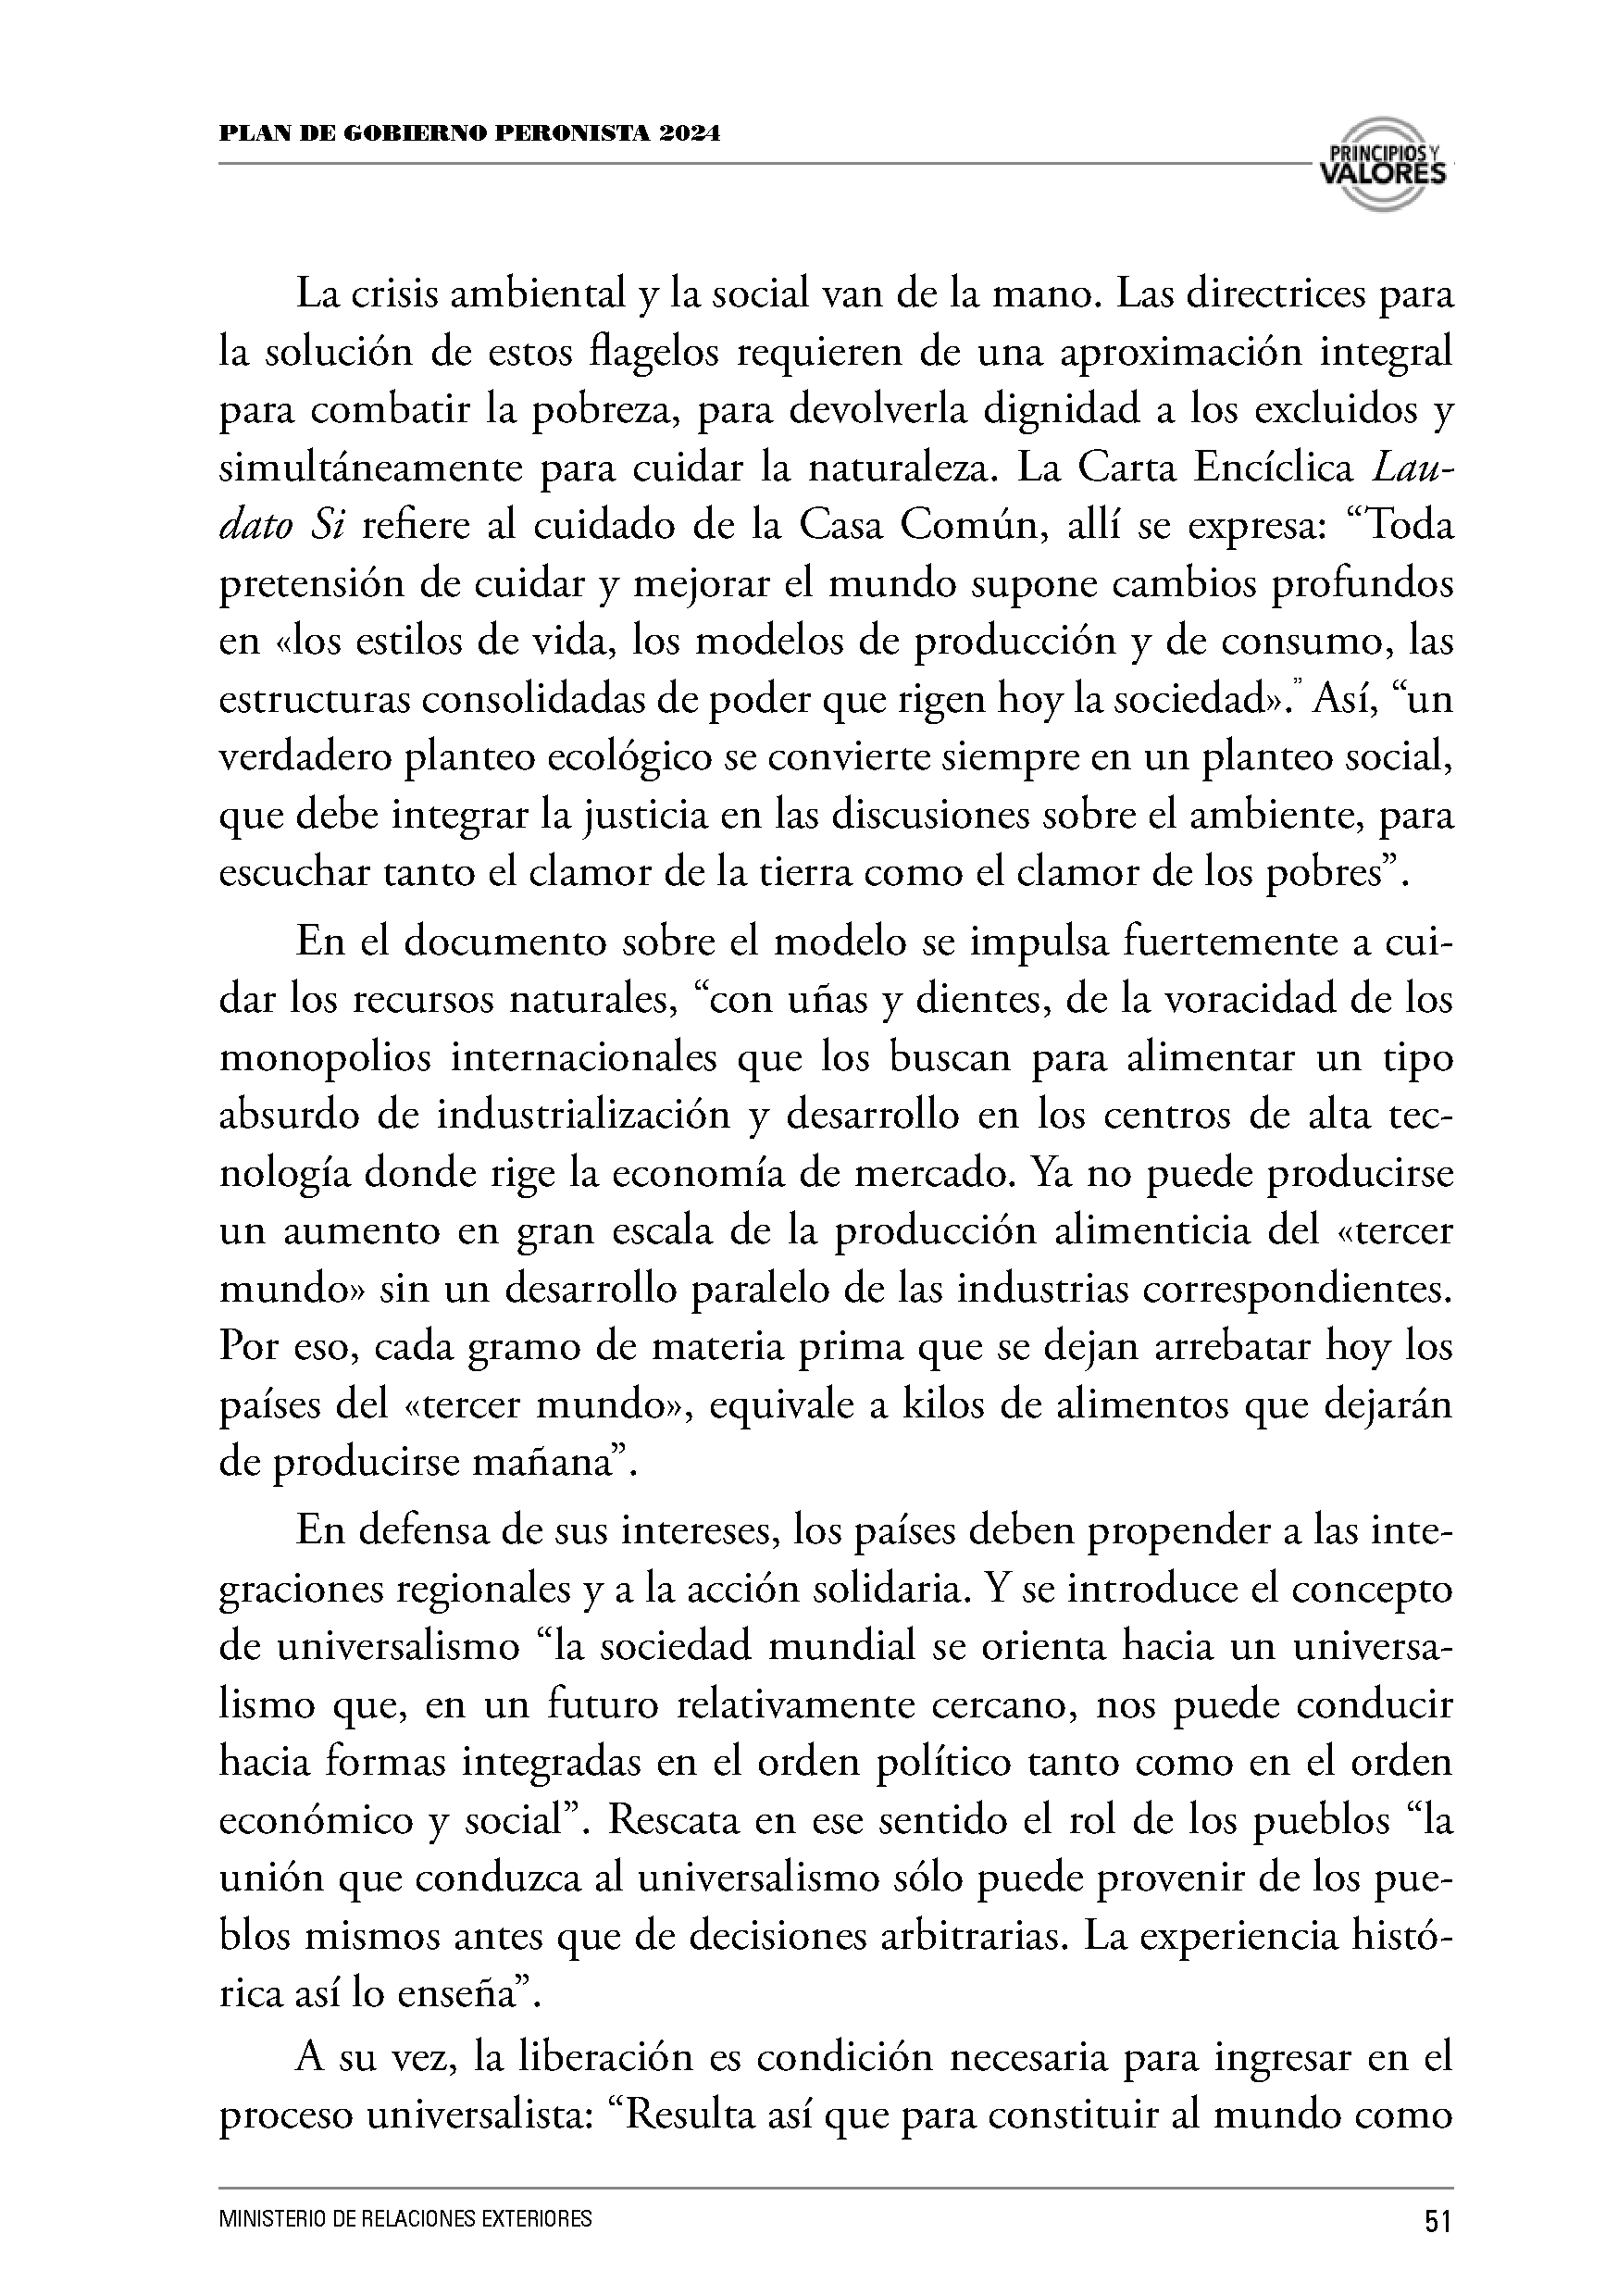 PLAN DE GOBIERNO PERONISTA 2024
PRINCIPIOS Y
VALORES
La crisis ambiental y la social van de la mano. Las directrices para
la solución de estos flagelos requieren de una aproximación integral
para combatir la pobreza, para devolverla dignidad a los excluidos y
simultáneamente para cuidar la naturaleza. La Carta Encíclica Lau-
dato Si refiere al cuidado de la Casa Común, allí se expresa: “Toda
pretensión de cuidar y mejorar el mundo supone cambios profundos
en «los estilos de vida, los modelos de producción y de consumo, las
estructuras consolidadas de poder que rigen hoy la sociedad».” Así, “un
verdadero planteo ecológico se convierte siempre en un planteo social,
que debe integrar la justicia en las discusiones sobre el ambiente, para
escuchar tanto el clamor de la tierra como el clamor de los pobres”.
En el documento sobre el modelo se impulsa fuertemente a cui-
dar los recursos naturales, “con uñas y dientes, de la voracidad de los
monopolios internacionales que los buscan para alimentar un tipo
absurdo de industrialización y desarrollo en los centros de alta tec-
nología donde rige la economía de mercado. Ya no puede producirse
un aumento en gran escala de la producción alimenticia del «tercer
mundo» sin un desarrollo paralelo de las industrias correspondientes.
Por eso, cada gramo de materia prima que se dejan arrebatar hoy los
países del «tercer mundo», equivale a kilos de alimentos que dejarán
de producirse mañana”.
En defensa de sus intereses, los países deben propender a las inte-
graciones regionales y a la acción solidaria. Y se introduce el concepto
de universalismo “la sociedad mundial se orienta hacia un universa-
lismo que, en un futuro relativamente cercano, nos puede conducir
hacia formas integradas en el orden político tanto como en el orden
económico y social”. Rescata en ese sentido el rol de los pueblos “la
unión que conduzca al universalismo sólo puede provenir de los pue-
blos mismos antes que de decisiones arbitrarias. La experiencia histó-
rica así lo enseña”.
A su vez, la liberación es condición necesaria para ingresar en el
proceso universalista: “Resulta así que para constituir al mundo como
MINISTERIO DE RELACIONES EXTERIORES
51